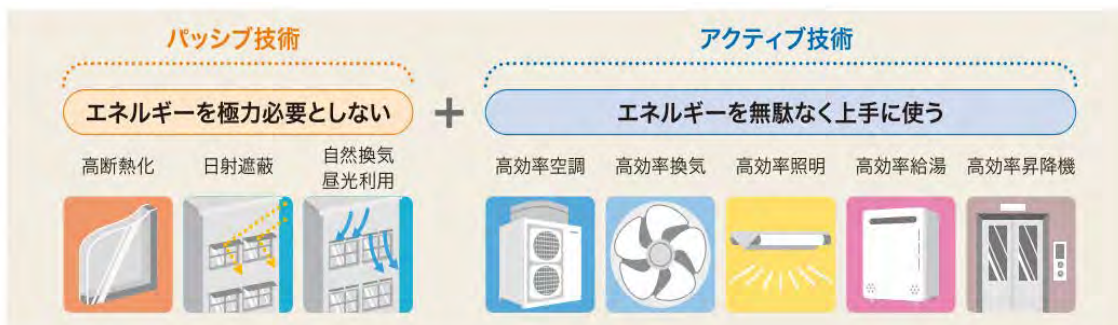 パッシブ技術
アクティブ技術
エネルギーを極力必要としない
+
エネルギーを無駄なく上手に使う
高断熱化
日射遮蔽
自然換気
昼光利用
高効率空調
高効率換気
高効率照明
高効率給湯
高効率昇降機